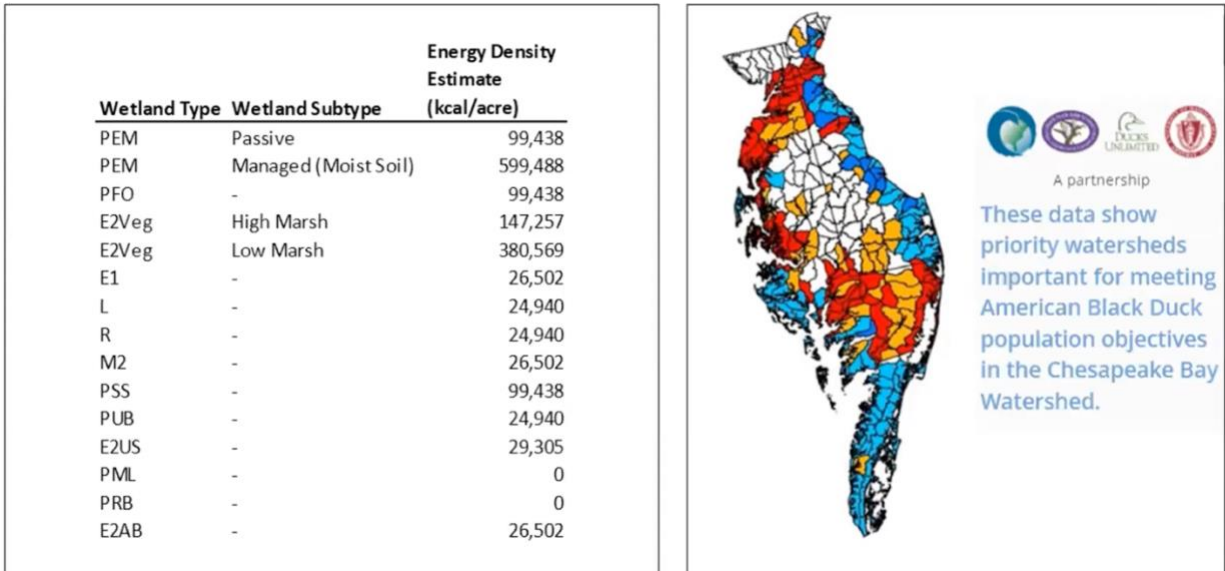 Energy Density
Estimate
Wetland Type Wetland Subtype (kcal/acre)
PEM Passive 99,438
PEM Managed (Moist Soil) 599,488
PFO - 99,438
E2Veg High Marsh 147,257
E2Veg Low Marsh 380,569
E1 - 26,502
L - 24,940
R - 24,940
M2 - 26,502
PSS - 99,438
PUB - 24,940
E2US - 29,305
PML - 0
PRB - 0
E2AB - 26,502
DUCKS
UNLIMITED
A partnership
These data show
priority watersheds
important for meeting
American Black Duck
population objectives
in the Chesapeake Bay
Watershed.